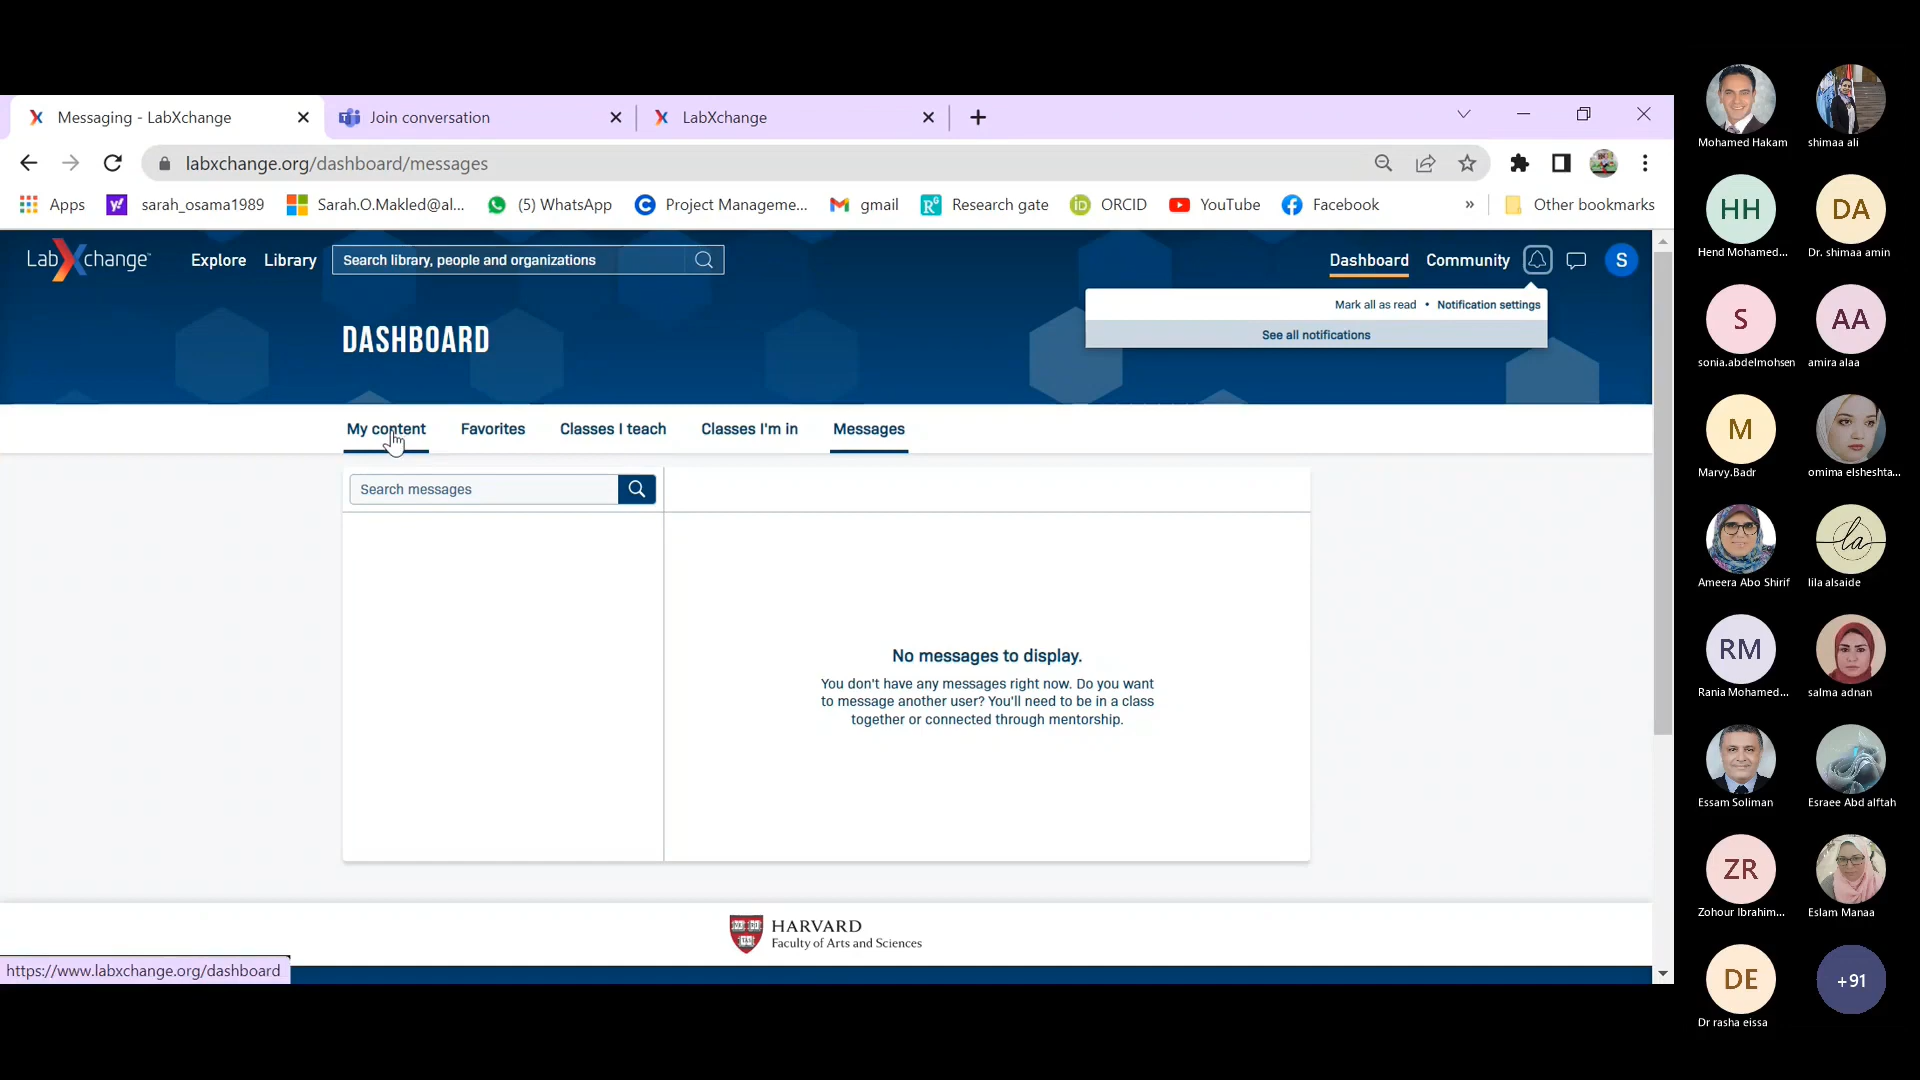 Messaging - LabXchange
Join conversation
LabXchange
labxchange.org/dashboard/messages
Apps
sarah_osama1989
Sarah.O.Makled@al...
(5) WhatsApp
Project Manageme...
gmail
Research gate
ORCID
YouTube
Facebook
»
Other bookmarks
LabXchange™
Explore
Library
Search library, people and organizations
Dashboard
Community
S
Mark all as read • Notification settings
See all notifications
DASHBOARD
My content
Favorites
Classes I teach
Classes I'm in
Messages
Search messages
No messages to display.
You don't have any messages right now. Do you want
to message another user? You'll need to be in a class
together or connected through mentorship.
HARVARD
Faculty of Arts and Sciences
https://www.labxchange.org/dashboard
Mohamed Hakam
shimaa ali
HH
DA
Hend Mohamed...
Dr. shimaa amin
S
AA
sonia.abdelmohsen
amira alaa
M
Marvy.Badr
omima elsheshta...
la
Ameera Abo Shirif
lila alsaide
RM
Rania Mohamed...
salma adnan
Essam Soliman
Esraee Abd alftah
ZR
Zohour Ibrahim...
Eslam Manaa
DE
+91
Dr rasha eissa